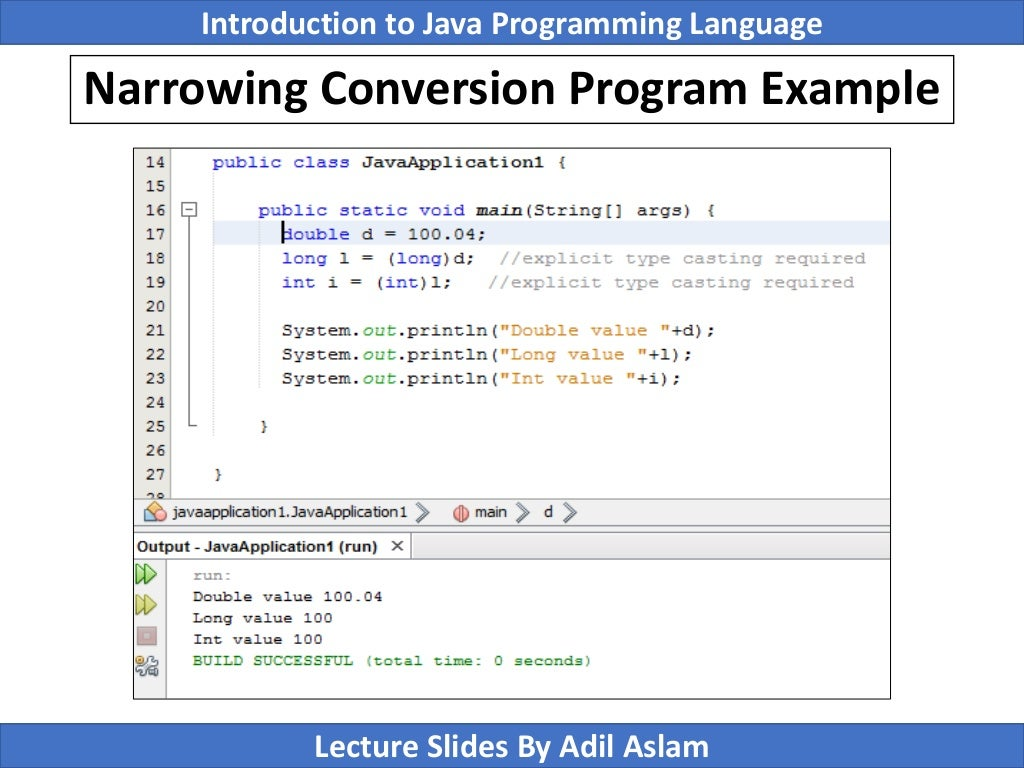 Introduction to Java Programming Language
Narrowing Conversion Program Example
14 public class JavaApplication1 {
15
16 public static void main(String[] args) {
17 double d = 100.04;
18 long l = (long)d; //explicit type casting required
19 int i = (int)l; //explicit type casting required
20
21 System.out.println("Double value "+d);
22 System.out.println("Long value "+l);
23 System.out.println("Int value "+i);
24
25 }
26
27 }
28
javaapplication1.JavaApplication1 main d
Output - JavaApplication1 (run)
run:
Double value 100.04
Long value 100
Int value 100
BUILD SUCCESSFUL (total time: 0 seconds)
Lecture Slides By Adil Aslam